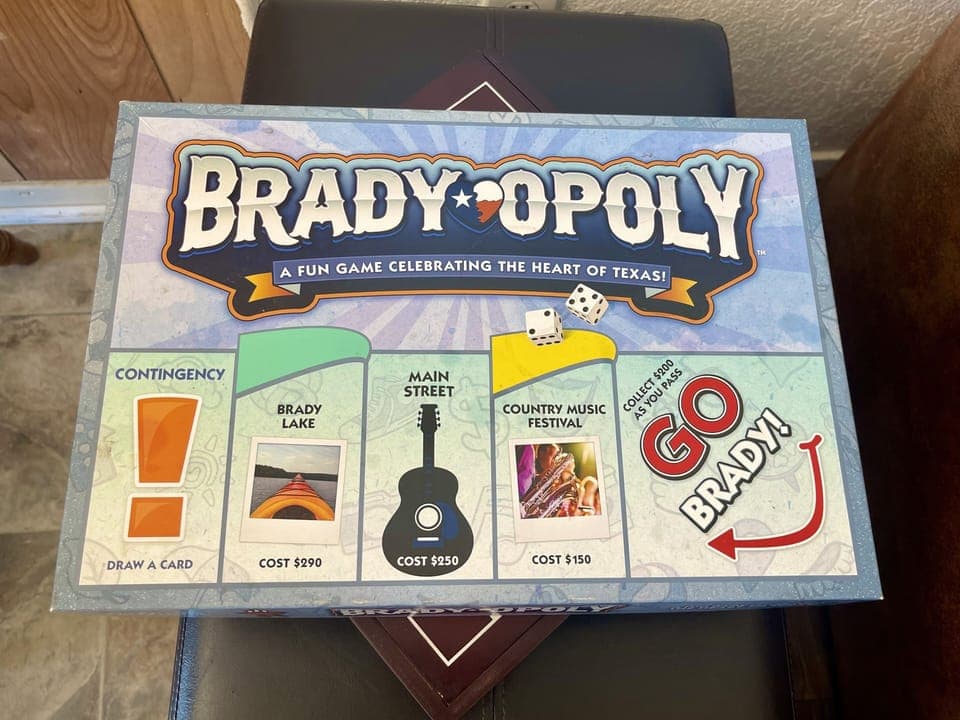 BRADY OPOLY
TM
A FUN GAME CELEBRATING THE HEART OF TEXAS!
CONTINGENCY
!
DRAW A CARD
BRADY
LAKE
COST $290
MAIN
STREET
COST $250
COUNTRY MUSIC
FESTIVAL
COST $150
COLLECT $200
AS YOU PASS
GO
BRADY!
BRADY OPOLY